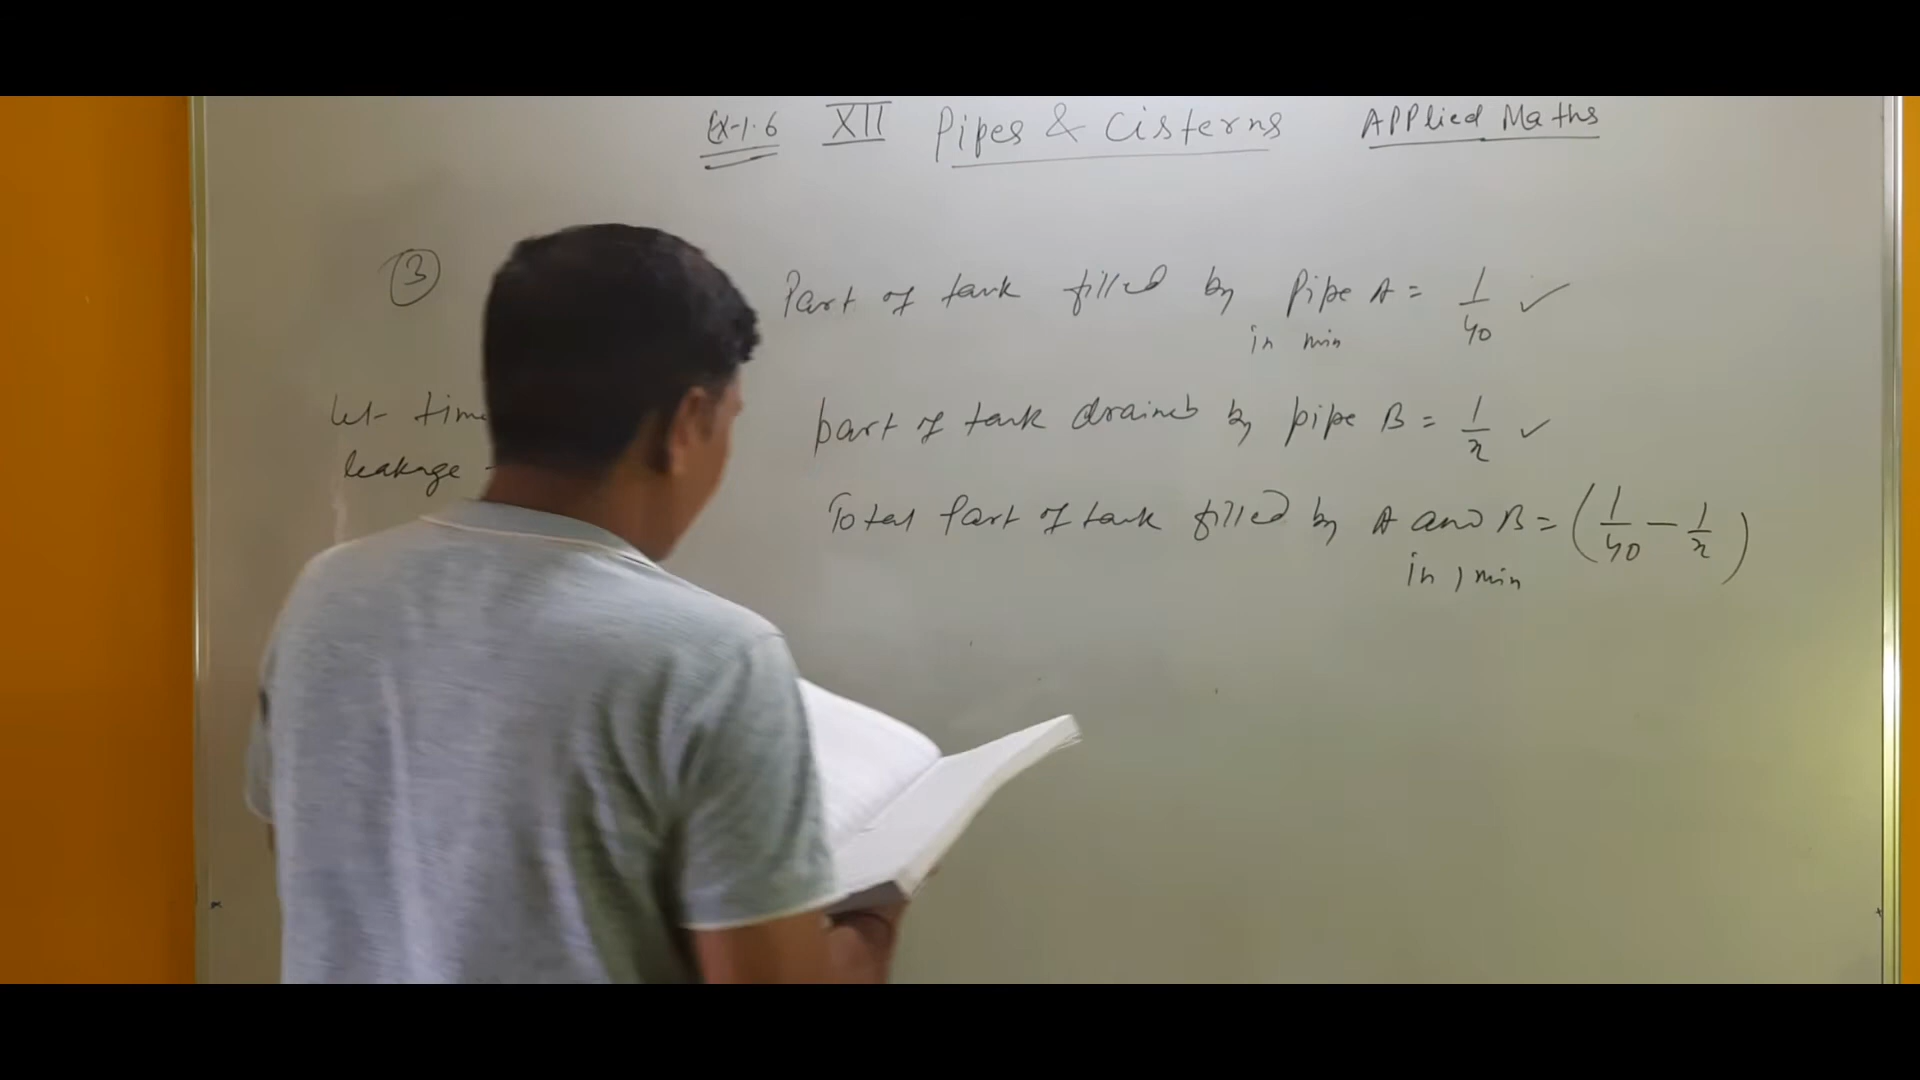 Ex-1.6 XII Pipes & Cisterns Applied Maths
3
Part of tank filled by Pipe A = 1/40 ✓
in min
Let time
leakage
part of tank drained by pipe B = 1/x ✓
Total Part of tank filled by A and B = (1/40 - 1/x)
in 1 min